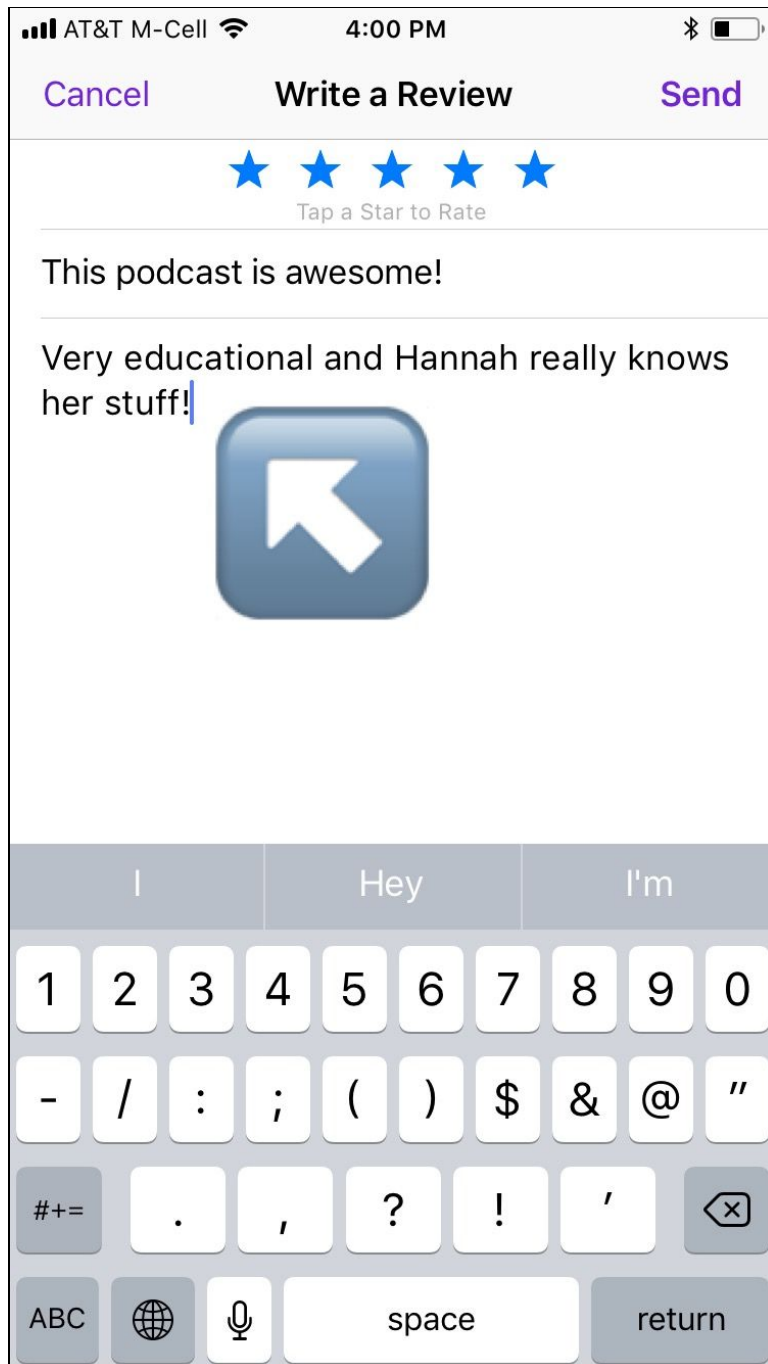 AT&T M-Cell 4:00 PM
Cancel Write a Review Send
Tap a Star to Rate
This podcast is awesome!
Very educational and Hannah really knows
her stuff!
I Hey I'm
1 2 3 4 5 6 7 8 9 0
- / : ; ( ) $ & @ "
#+= . , ? ! '
ABC space return